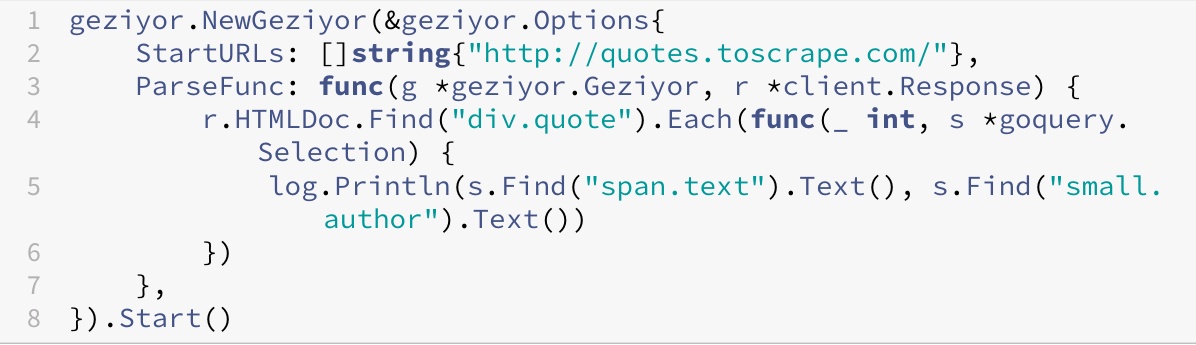 1 geziyor.NewGeziyor(&geziyor.Options{
2     StartURLs: []string{"http://quotes.toscrape.com/"},
3     ParseFunc: func(g *geziyor.Geziyor, r *client.Response) {
4         r.HTMLDoc.Find("div.quote").Each(func(_ int, s *goquery.
            Selection) {
5             log.Println(s.Find("span.text").Text(), s.Find("small.
                author").Text())
6         })
7     },
8 }).Start()